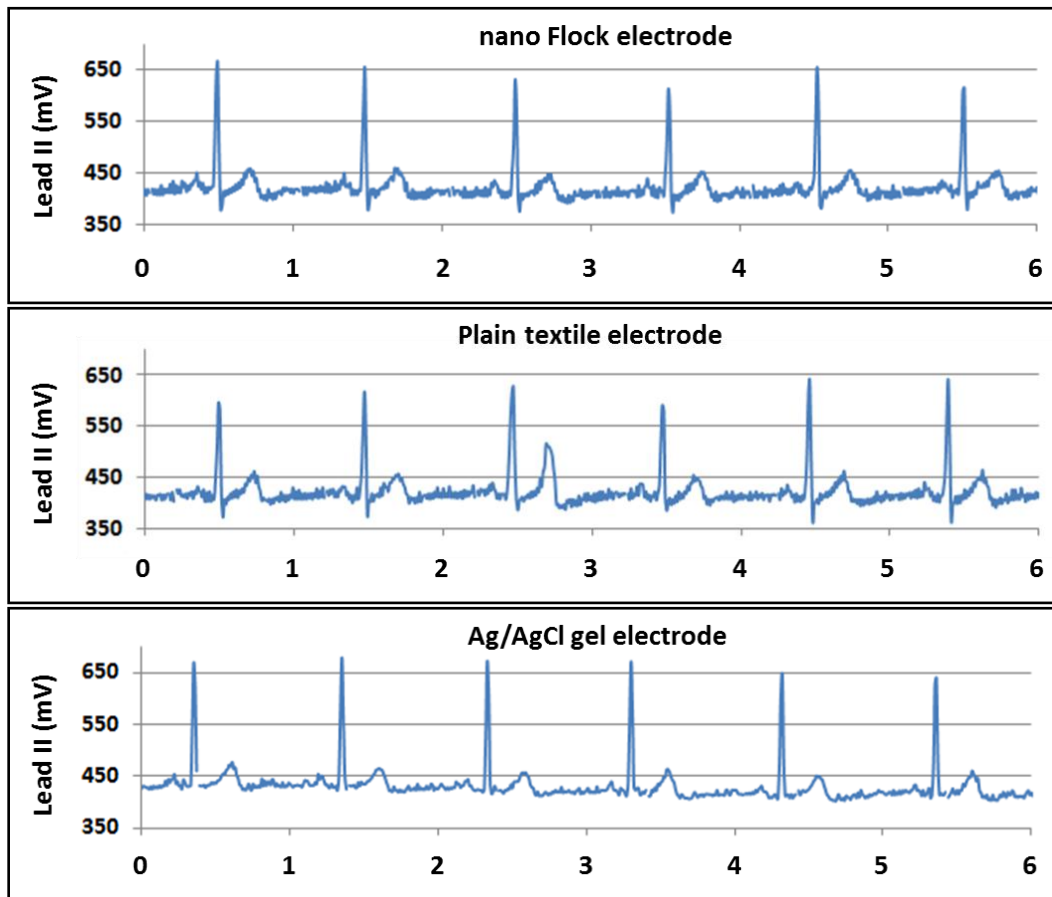 nano Flock electrode
Lead II (mV)
650
550
450
350
0 1 2 3 4 5 6
Plain textile electrode
Lead II (mV)
650
550
450
350
0 1 2 3 4 5 6
Ag/AgCl gel electrode
Lead II (mV)
650
550
450
350
0 1 2 3 4 5 6